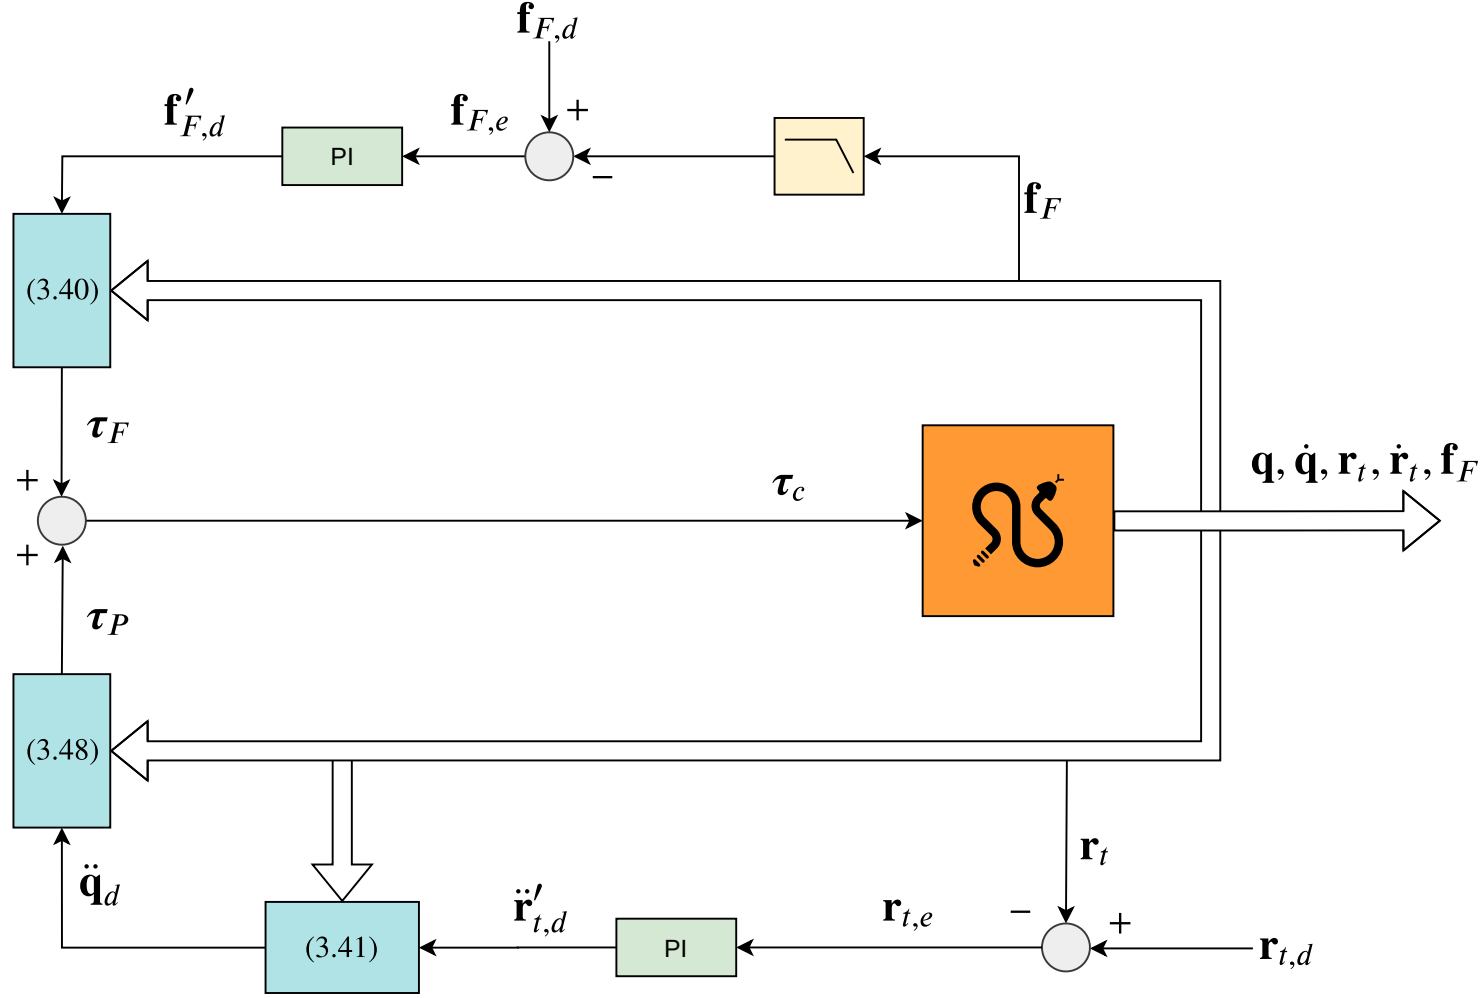 f_{F,d}
f′_{F,d}
f_{F,e}
+
PI
−
f_F
(3.40)
τ_F
+
τ_c
q, q̇, r_t, ṙ_t, f_F
+
τ_P
(3.48)
r_t
q̈_d
r̈′_{t,d}
r_{t,e}
−
+
(3.41)
PI
r_{t,d}